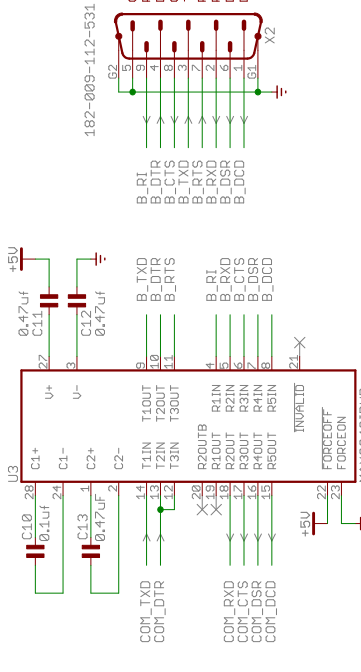 182-009-112-531
X2
G2
5
9
4
8
3
7
2
6
1
G1
B_RI
B_DTR
B_CTS
B_TXD
B_RTS
B_RXD
B_DSR
B_DCD
+5V
0.47uf
C11
C12
0.47uf
B_TXD
B_DTR
B_RTS
B_RI
B_RXD
B_CTS
B_DSR
B_DCD
27
3
9
10
11
4
5
6
7
8
21
U3
V+
V-
T1OUT
T2OUT
T3OUT
R1IN
R2IN
R3IN
R4IN
R5IN
INVALID
C1+
C1-
C2+
C2-
T1IN
T2IN
T3IN
R2OUTB
R1OUT
R2OUT
R3OUT
R4OUT
R5OUT
FORCEOFF
FORCEON
28
24
1
2
14
13
12
20
19
18
17
16
15
22
23
C10
0.1uf
C13
0.47uF
+5V
COM_TXD
COM_DTR
COM_RXD
COM_CTS
COM_DSR
COM_DCD